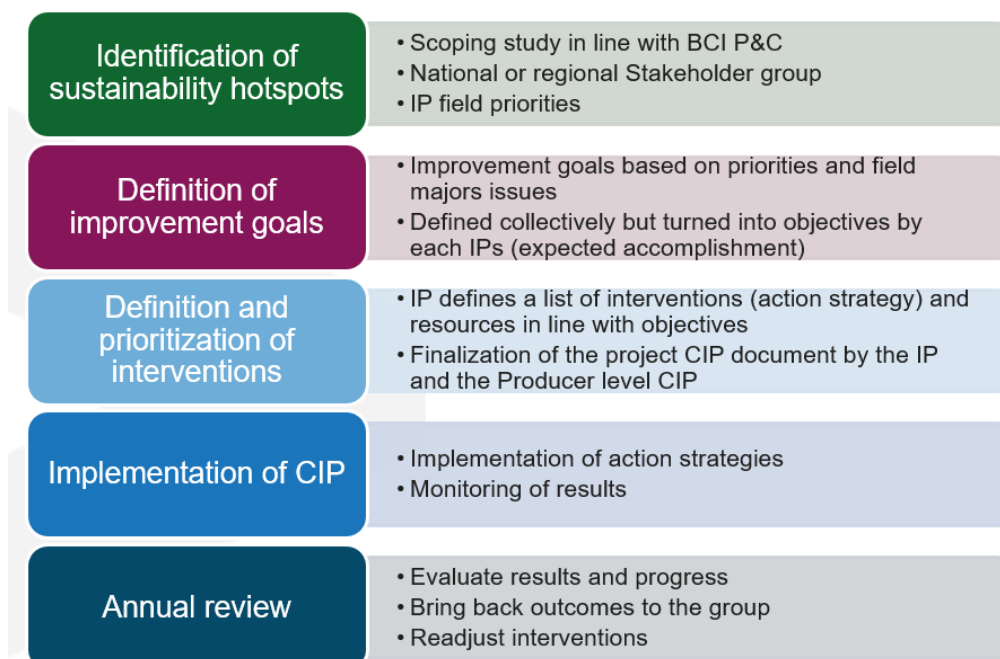 Identification of
sustainability hotspots
• Scoping study in line with BCI P&C
• National or regional Stakeholder group
• IP field priorities
Definition of
improvement goals
• Improvement goals based on priorities and field
majors issues
• Defined collectively but turned into objectives by
each IPs (expected accomplishment)
Definition and
prioritization of
interventions
• IP defines a list of interventions (action strategy) and
resources in line with objectives
• Finalization of the project CIP document by the IP
and the Producer level CIP
Implementation of CIP
• Implementation of action strategies
• Monitoring of results
Annual review
• Evaluate results and progress
• Bring back outcomes to the group
• Readjust interventions